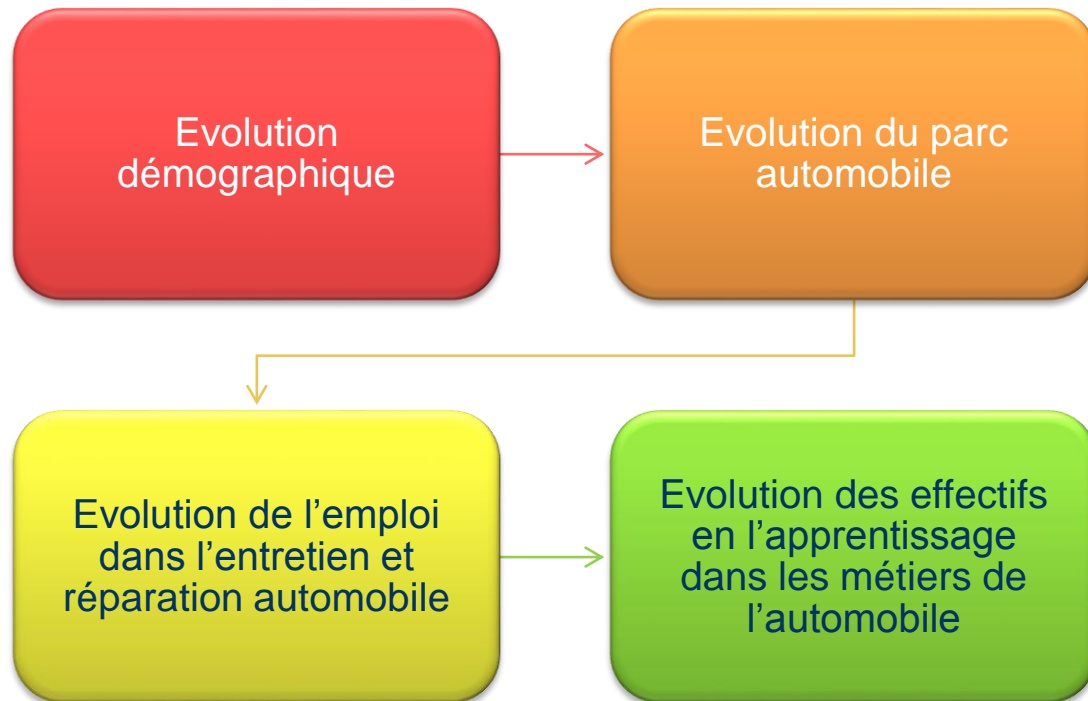 Evolution
démographique
Evolution du parc
automobile
Evolution de l’emploi
dans l’entretien et
réparation automobile
Evolution des effectifs
en l’apprentissage
dans les métiers de
l’automobile